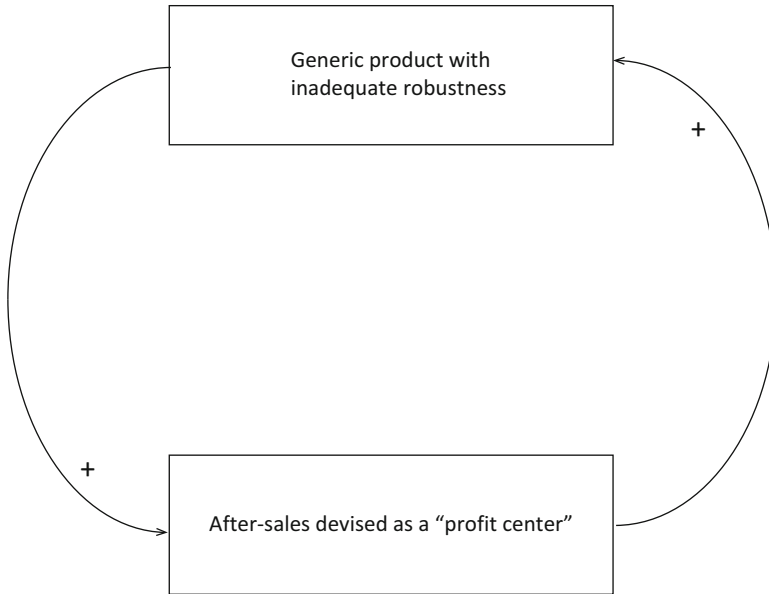 Generic product with
inadequate robustness
+
+
After-sales devised as a “profit center”